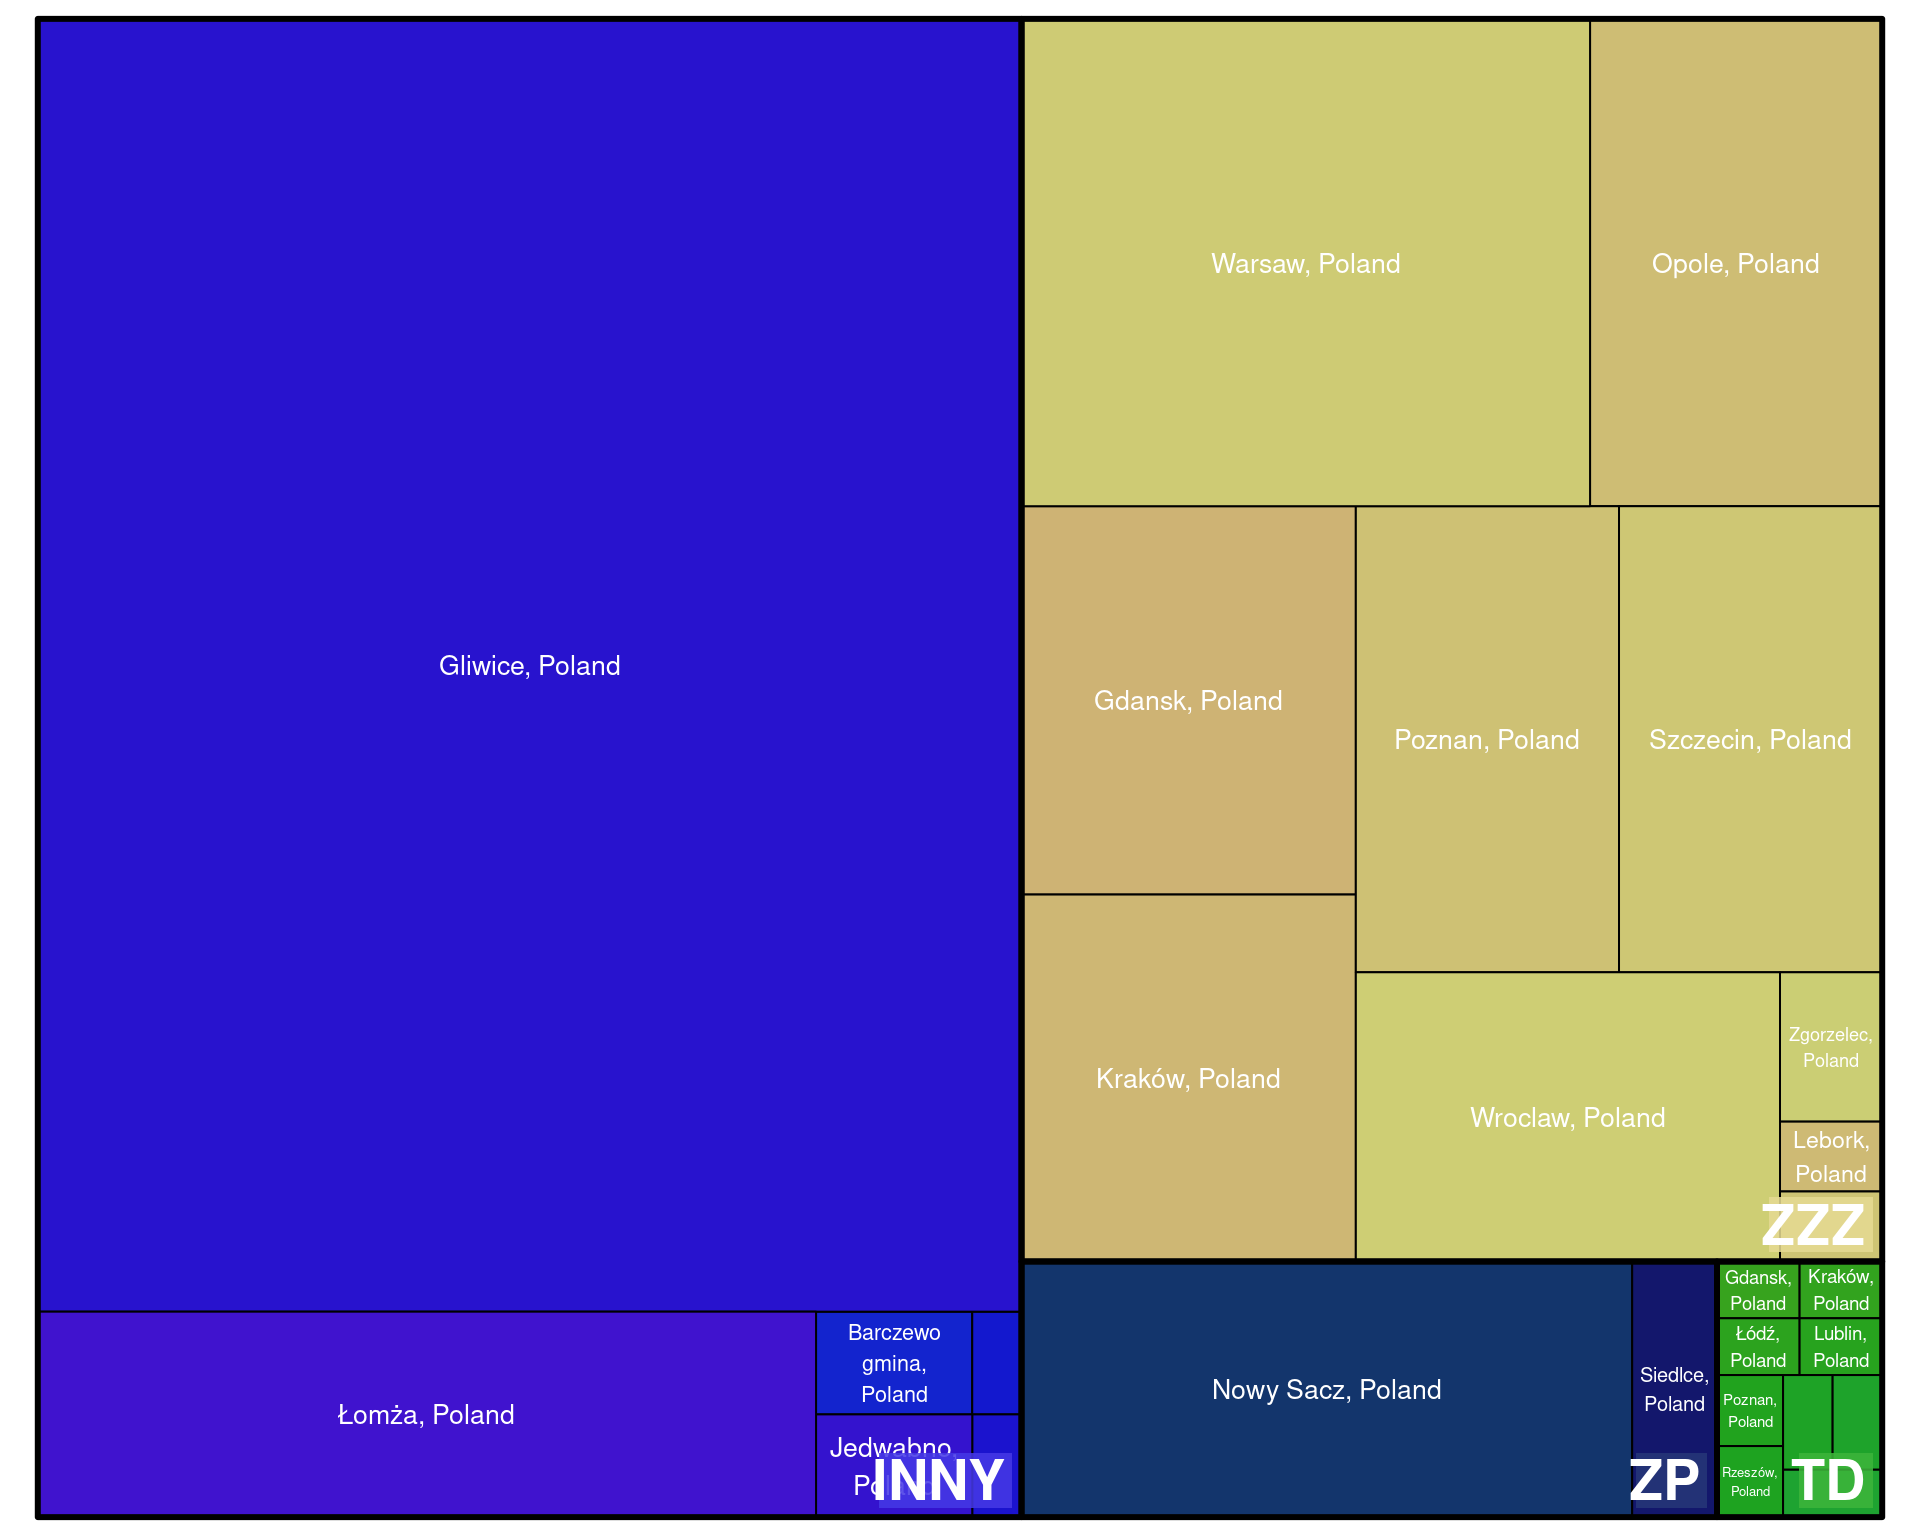 Gliwice, Poland
Łomża, Poland
Barczewo
gmina,
Poland
Jedwabno,
Poland
INNY
Warsaw, Poland
Opole, Poland
Gdansk, Poland
Poznan, Poland
Szczecin, Poland
Kraków, Poland
Wroclaw, Poland
Zgorzelec,
Poland
Lebork,
Poland
ZZZ
Nowy Sacz, Poland
Siedlce,
Poland
ZP
Gdansk,
Poland
Kraków,
Poland
Łódź,
Poland
Lublin,
Poland
Poznan,
Poland
Rzeszów,
Poland
TD